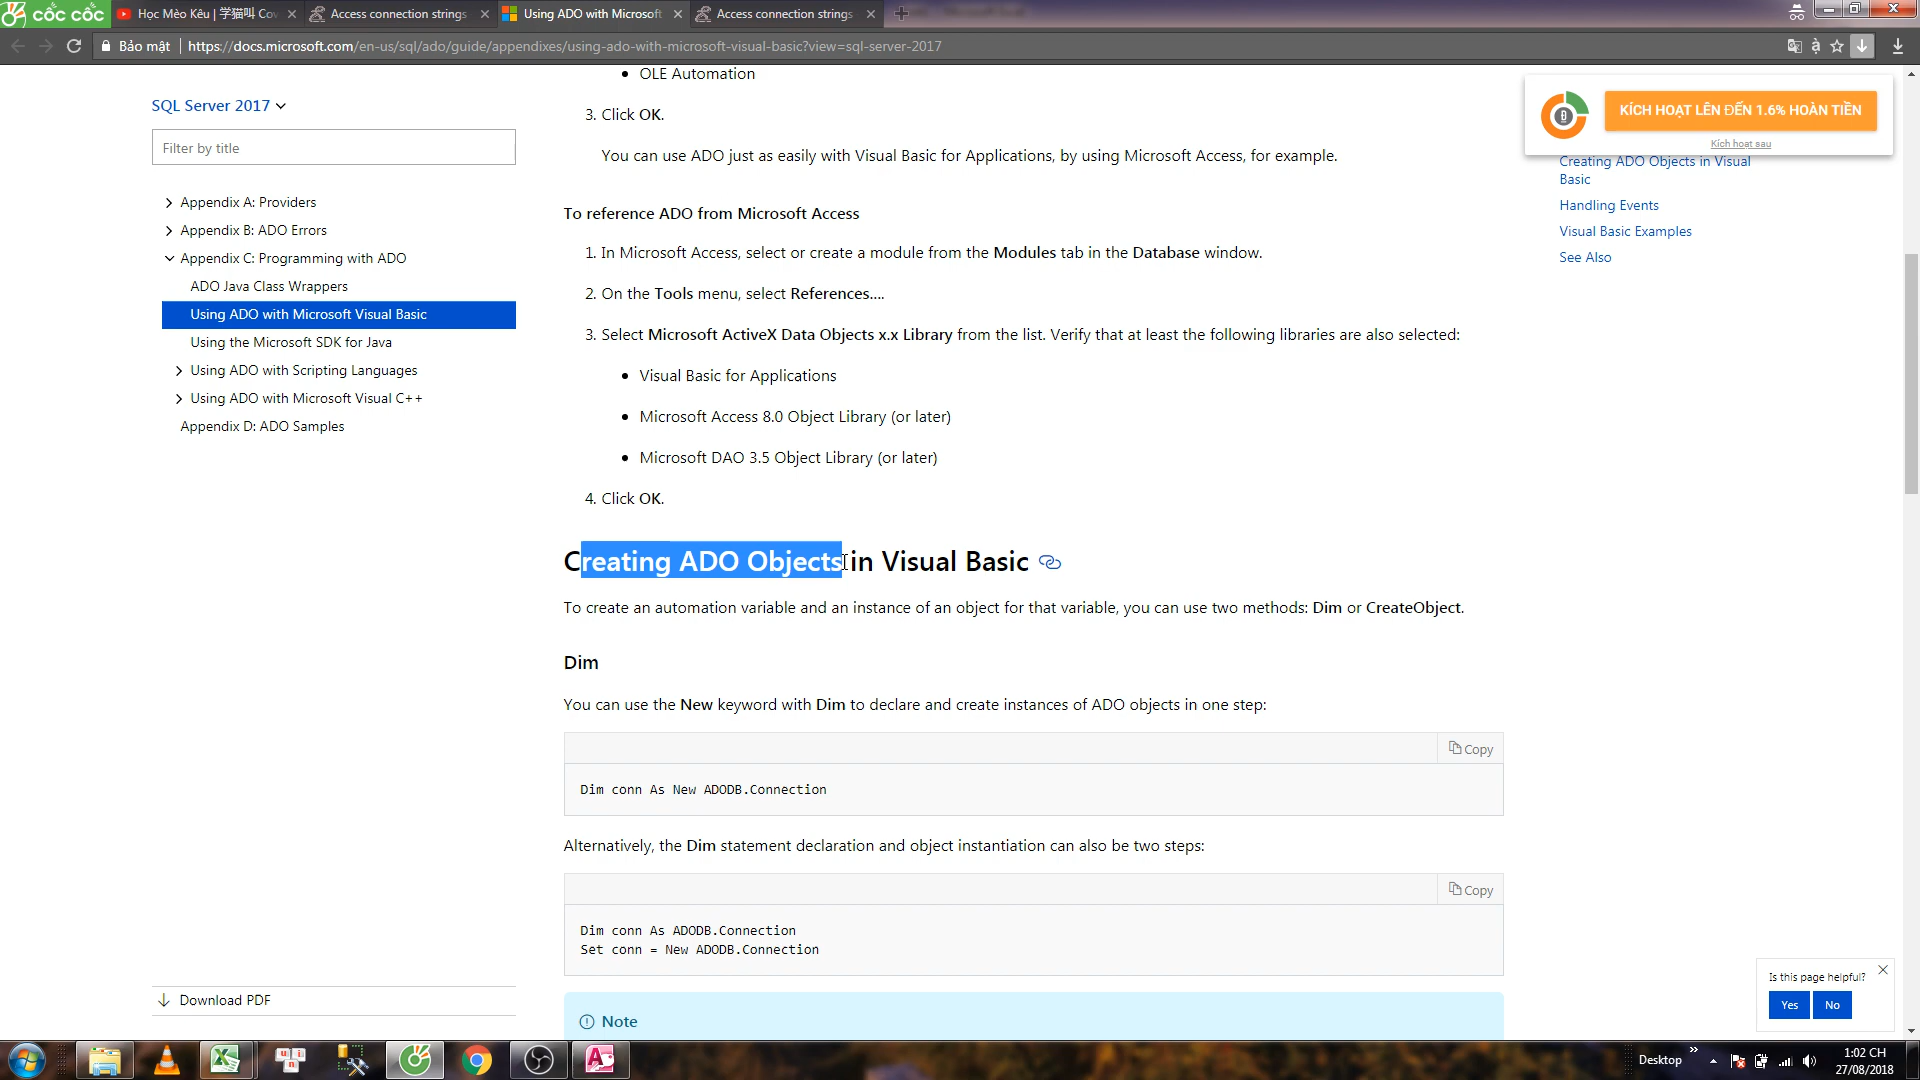 cốc cốc
Học Mèo Kêu | 学猫叫 Cov
Access connection strings
Using ADO with Microsoft
Access connection strings
Bảo mật
https://docs.microsoft.com/en-us/sql/ado/guide/appendixes/using-ado-with-microsoft-visual-basic?view=sql-server-2017
SQL Server 2017
Filter by title
Appendix A: Providers
Appendix B: ADO Errors
Appendix C: Programming with ADO
ADO Java Class Wrappers
Using ADO with Microsoft Visual Basic
Using the Microsoft SDK for Java
Using ADO with Scripting Languages
Using ADO with Microsoft Visual C++
Appendix D: ADO Samples
Download PDF
• OLE Automation
3. Click OK.
You can use ADO just as easily with Visual Basic for Applications, by using Microsoft Access, for example.
To reference ADO from Microsoft Access
1. In Microsoft Access, select or create a module from the Modules tab in the Database window.
2. On the Tools menu, select References....
3. Select Microsoft ActiveX Data Objects x.x Library from the list. Verify that at least the following libraries are also selected:
• Visual Basic for Applications
• Microsoft Access 8.0 Object Library (or later)
• Microsoft DAO 3.5 Object Library (or later)
4. Click OK.
Creating ADO Objects in Visual Basic
To create an automation variable and an instance of an object for that variable, you can use two methods: Dim or CreateObject.
Dim
You can use the New keyword with Dim to declare and create instances of ADO objects in one step:
Copy
Dim conn As New ADODB.Connection
Alternatively, the Dim statement declaration and object instantiation can also be two steps:
Copy
Dim conn As ADODB.Connection
Set conn = New ADODB.Connection
Note
KÍCH HOẠT LÊN ĐẾN 1.6% HOÀN TIỀN
Kích hoạt sau
Creating ADO Objects in Visual
Basic
Handling Events
Visual Basic Examples
See Also
Is this page helpful?
Yes
No
Desktop
1:02 CH
27/08/2018